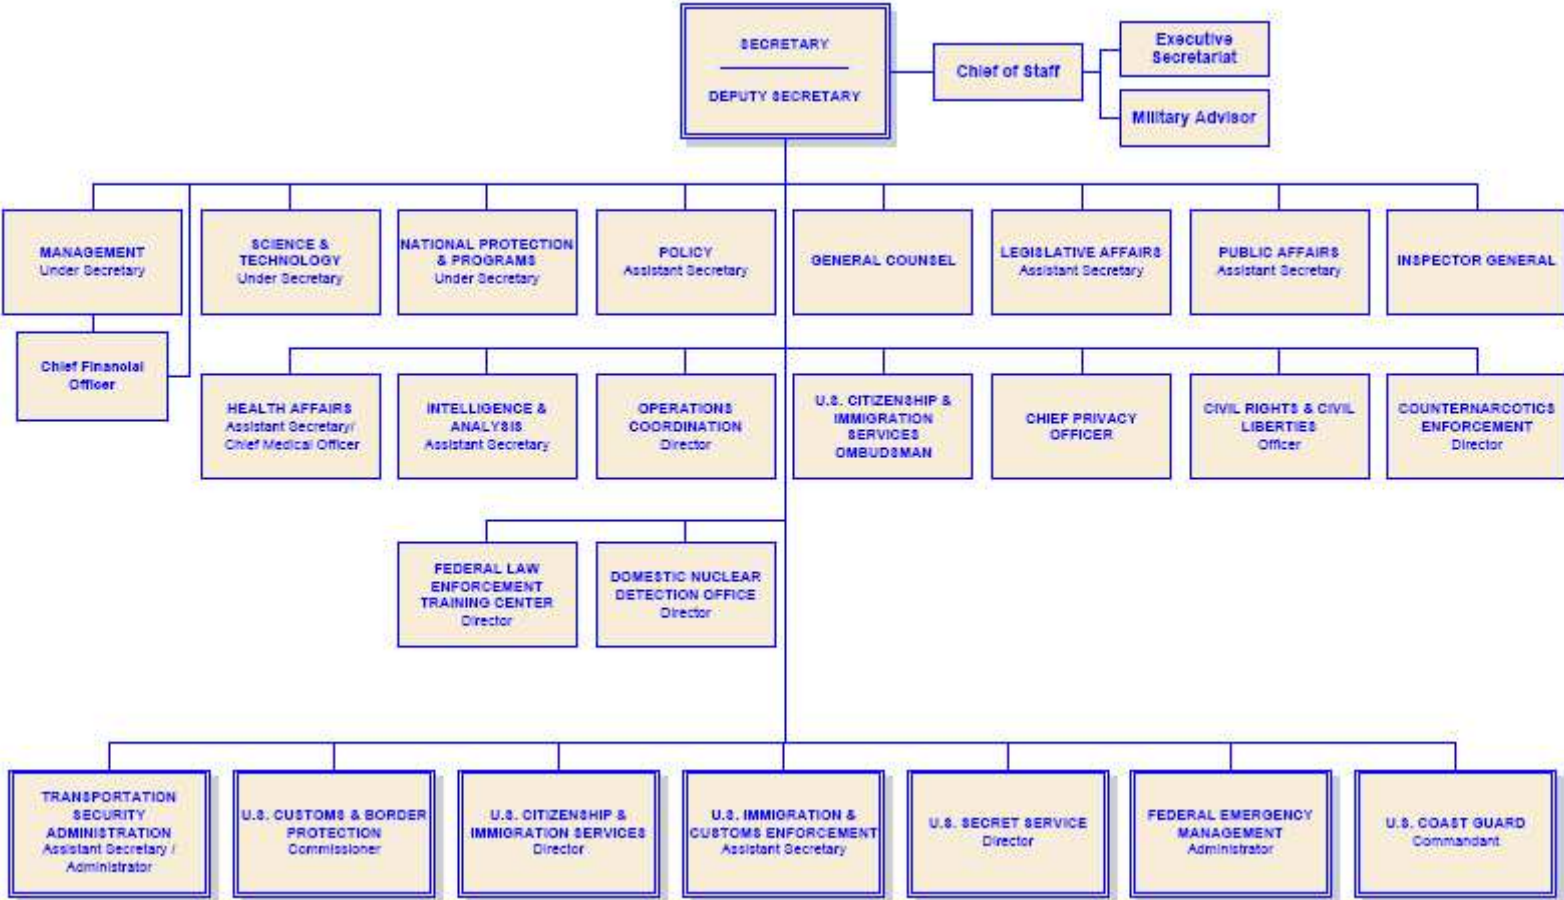 SECRETARY
DEPUTY SECRETARY
Chief of Staff
Executive
Secretariat
Military Advisor
MANAGEMENT
Under Secretary
SCIENCE &
TECHNOLOGY
Under Secretary
NATIONAL PROTECTION
& PROGRAMS
Under Secretary
POLICY
Assistant Secretary
GENERAL COUNSEL
LEGISLATIVE AFFAIRS
Assistant Secretary
PUBLIC AFFAIRS
Assistant Secretary
INSPECTOR GENERAL
Chief Financial
Officer
HEALTH AFFAIRS
Assistant Secretary/
Chief Medical Officer
INTELLIGENCE &
ANALYSIS
Assistant Secretary
OPERATIONS
COORDINATION
Director
U.S. CITIZENSHIP &
IMMIGRATION
SERVICES
OMBUDSMAN
CHIEF PRIVACY
OFFICER
CIVIL RIGHTS & CIVIL
LIBERTIES
Officer
COUNTERNARCOTICS
ENFORCEMENT
Director
FEDERAL LAW
ENFORCEMENT
TRAINING CENTER
Director
DOMESTIC NUCLEAR
DETECTION OFFICE
Director
TRANSPORTATION
SECURITY
ADMINISTRATION
Assistant Secretary /
Administrator
U.S. CUSTOMS & BORDER
PROTECTION
Commissioner
U.S. CITIZENSHIP &
IMMIGRATION SERVICES
Director
U.S. IMMIGRATION &
CUSTOMS ENFORCEMENT
Assistant Secretary
U.S. SECRET SERVICE
Director
FEDERAL EMERGENCY
MANAGEMENT
Administrator
U.S. COAST GUARD
Commandant